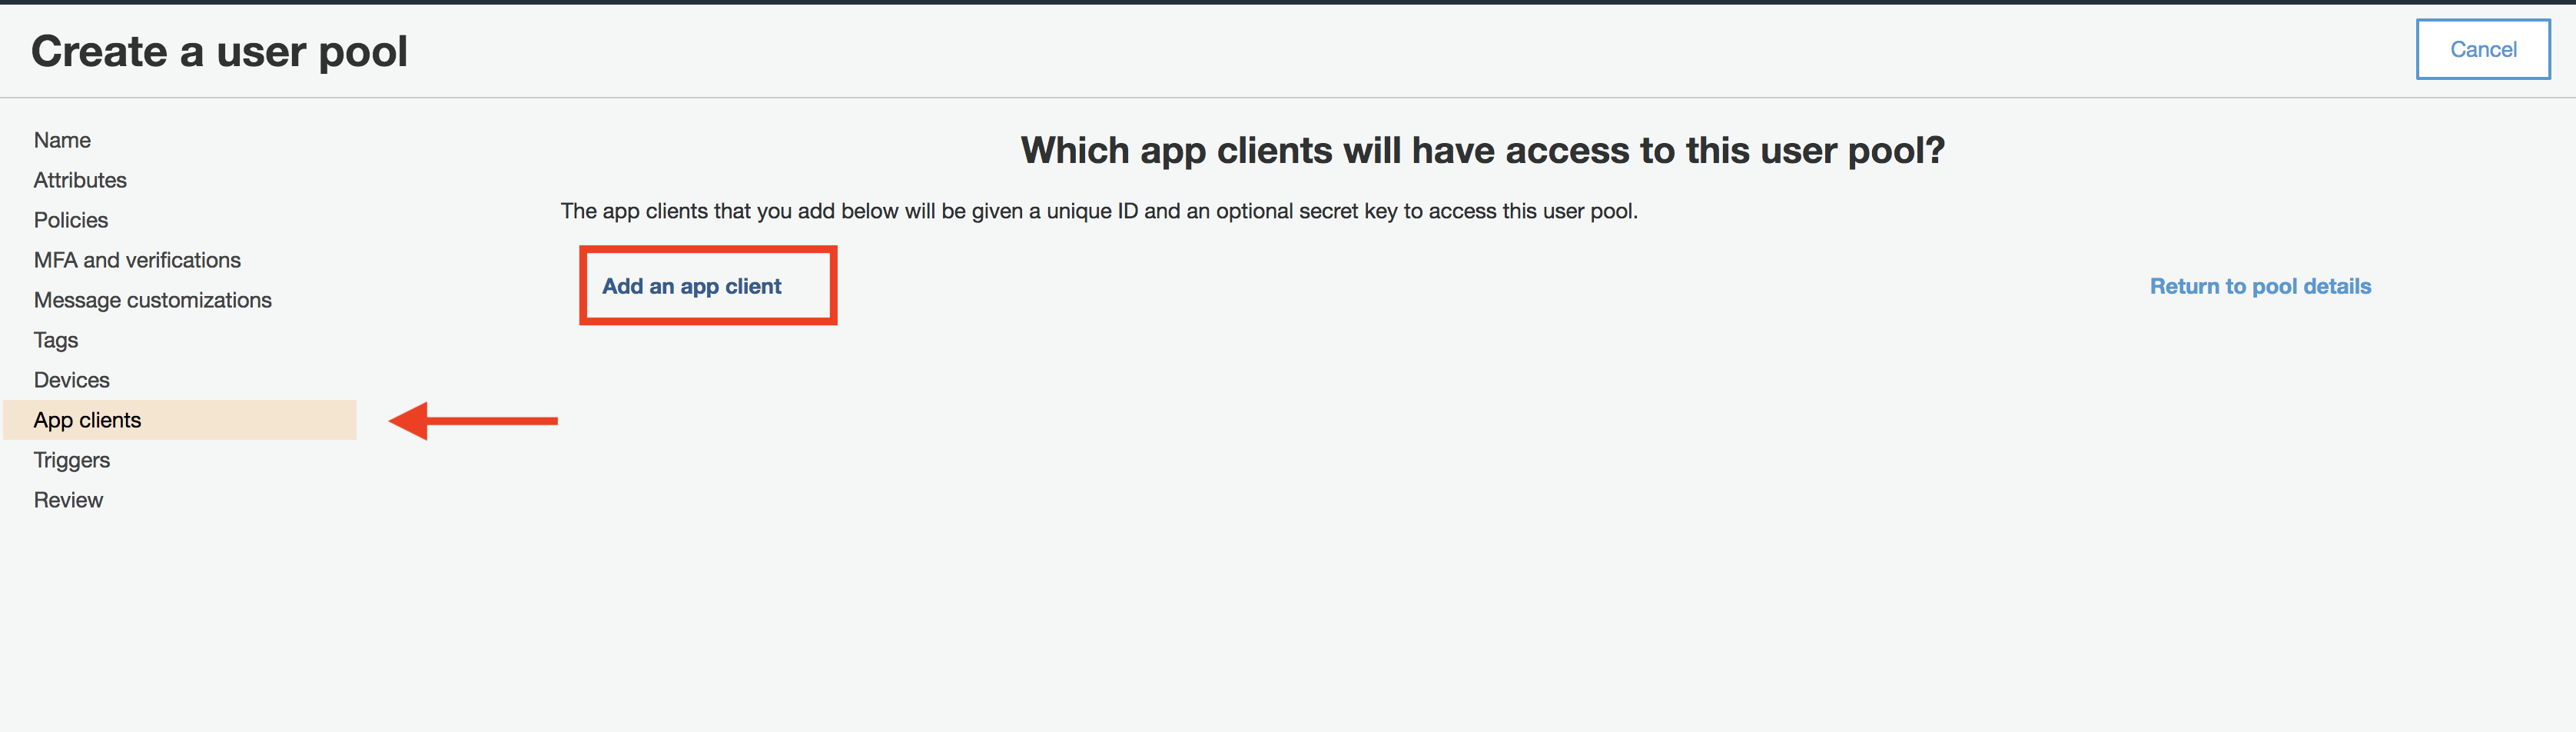 Create a user pool
Cancel
Name
Attributes
Policies
MFA and verifications
Message customizations
Tags
Devices
App clients
Triggers
Review
Which app clients will have access to this user pool?
The app clients that you add below will be given a unique ID and an optional secret key to access this user pool.
Add an app client
Return to pool details